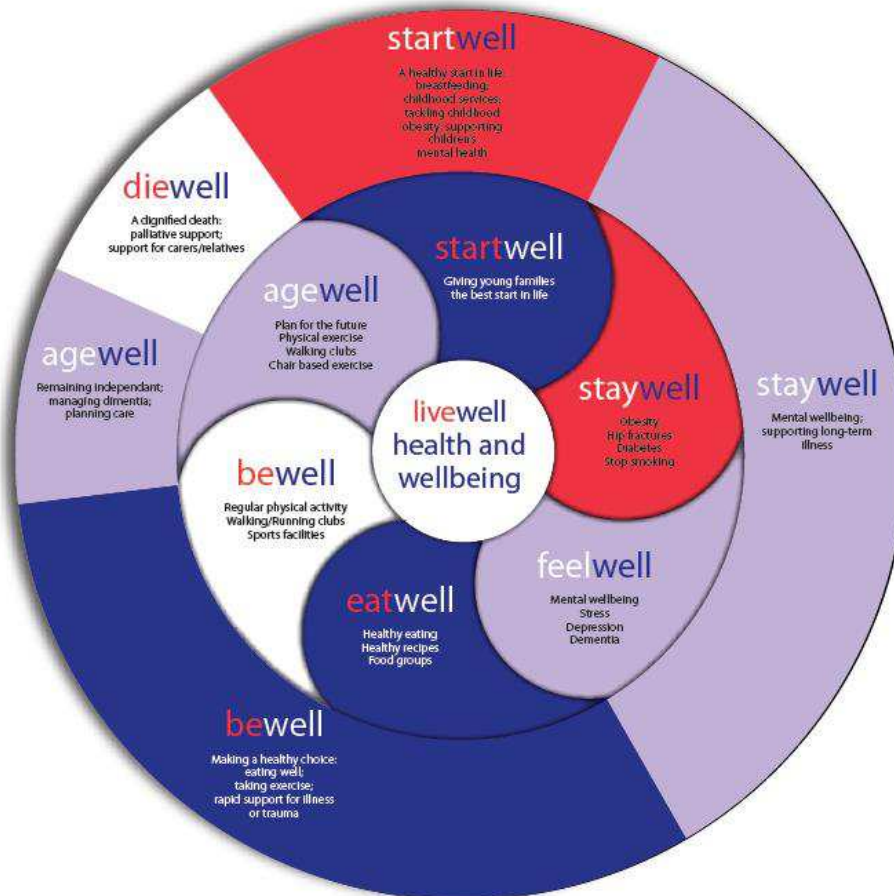 startwell
A healthy start in life:
breastfeeding;
childhood services;
tackling childhood
obesity; supporting
children's
mental health
diewell
A dignified death:
palliative support;
support for carers/relatives
agewell
Remaining independant;
managing dimentia;
planning care
bewell
Making a healthy choice:
eating well;
taking exercise;
rapid support for illness
or trauma
staywell
Mental wellbeing;
supporting long-term
illness
startwell
Giving young families
the best start in life
agewell
Plan for the future
Physical exercise
Walking clubs
Chair based exercise
staywell
Obesity
Hip fractures
Diabetes
Stop smoking
livewell
health and
wellbeing
bewell
Regular physical activity
Walking/Running clubs
Sports facilities
feelwell
Mental wellbeing
Stress
Depression
Dementia
eatwell
Healthy eating
Healthy recipes
Food groups